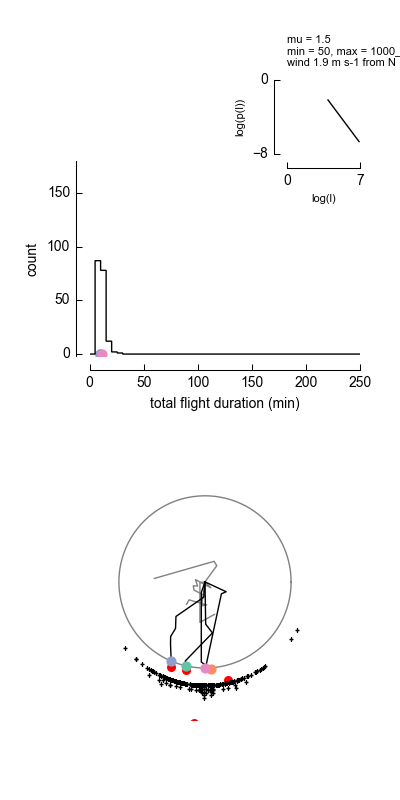 mu = 1.5
min = 50, max = 1000_
wind 1.9 m s-1 from N
0
log(p(l))
−8
0
7
log(l)
150
100
50
0
count
0
50
100
150
200
250
total flight duration (min)